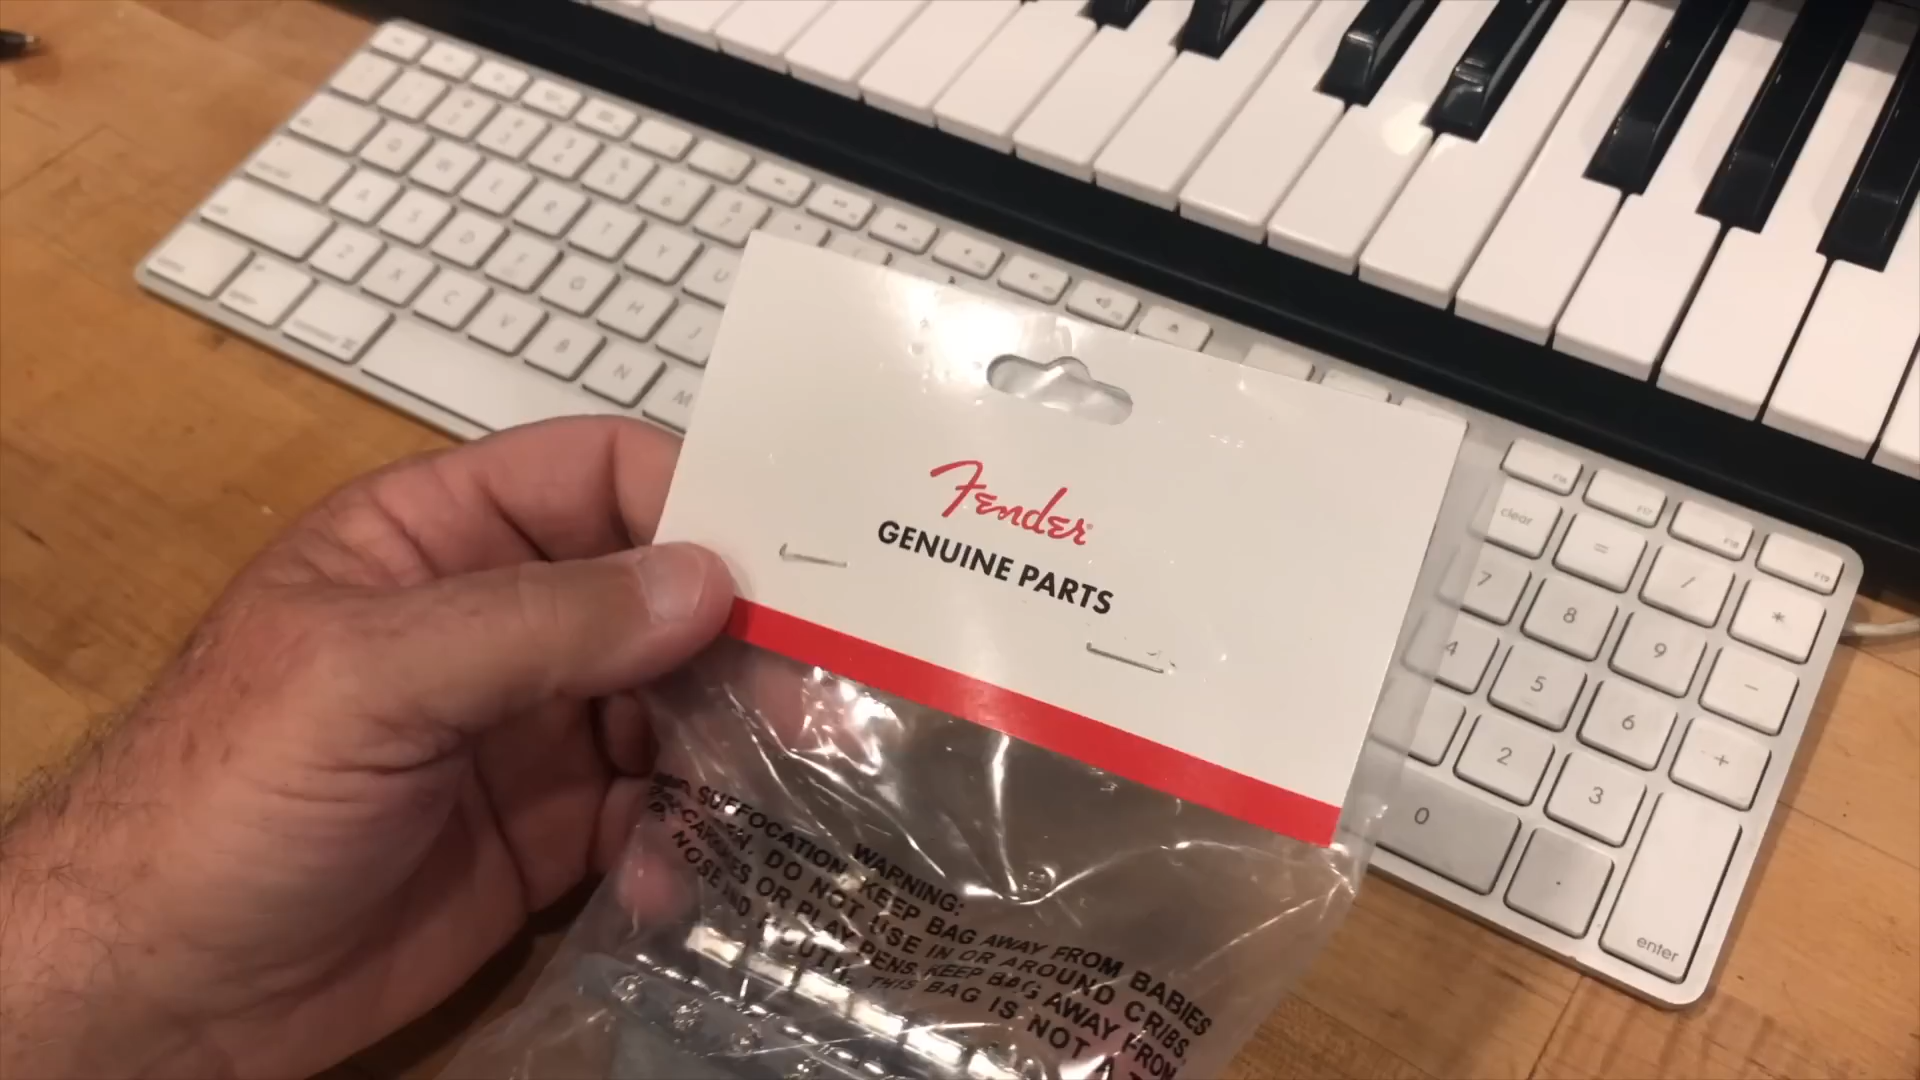 Fender
GENUINE PARTS
SUFFOCATION WARNING:
KEEP BAG AWAY FROM BABIES
DO NOT USE IN OR AROUND CRIBS,
OR PLAY PENS. KEEP BAG AWAY FROM
NOSE AND MOUTH. THIS BAG IS NOT A
Q W E R T Y U
A S D F G H J
Z X C V B N M
clear = / *
7 8 9 -
4 5 6 +
2 3
0 .
enter